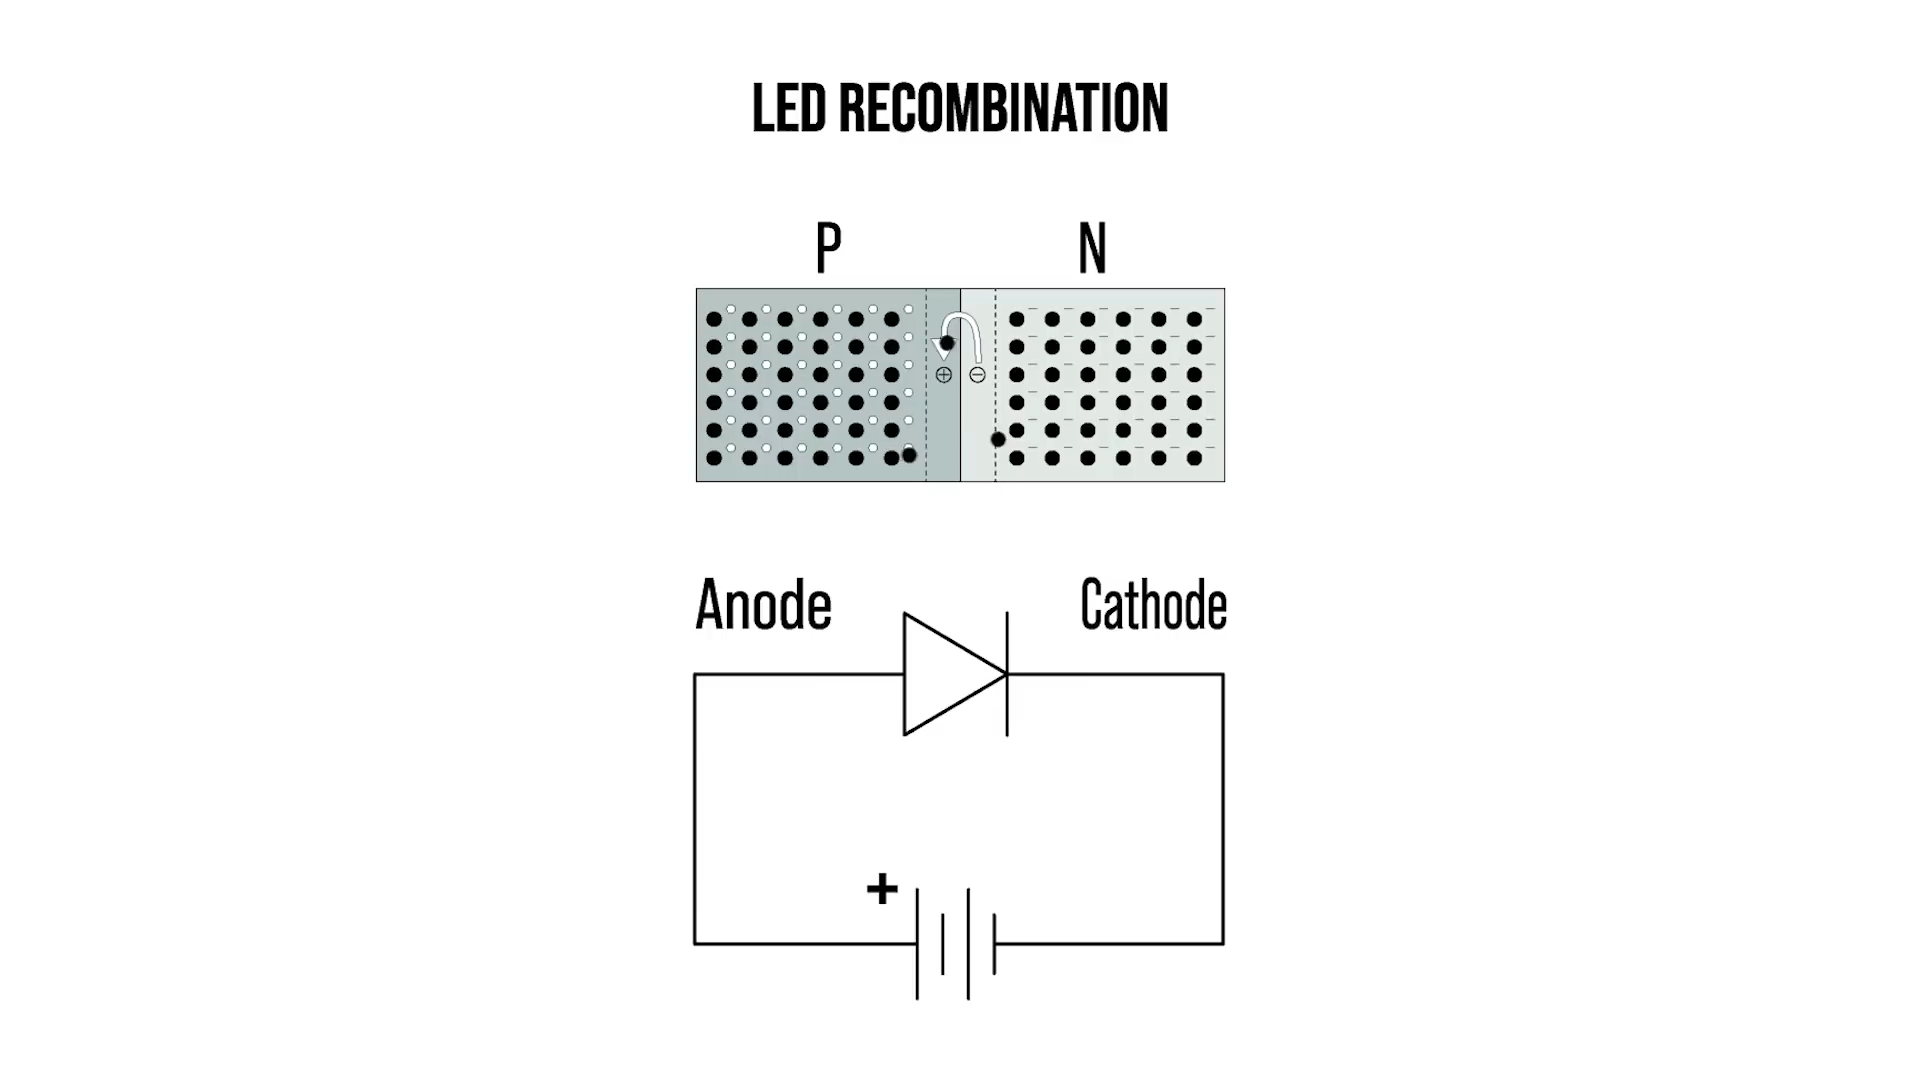 LED RECOMBINATION
P N
⊕ ⊖
Anode Cathode
+